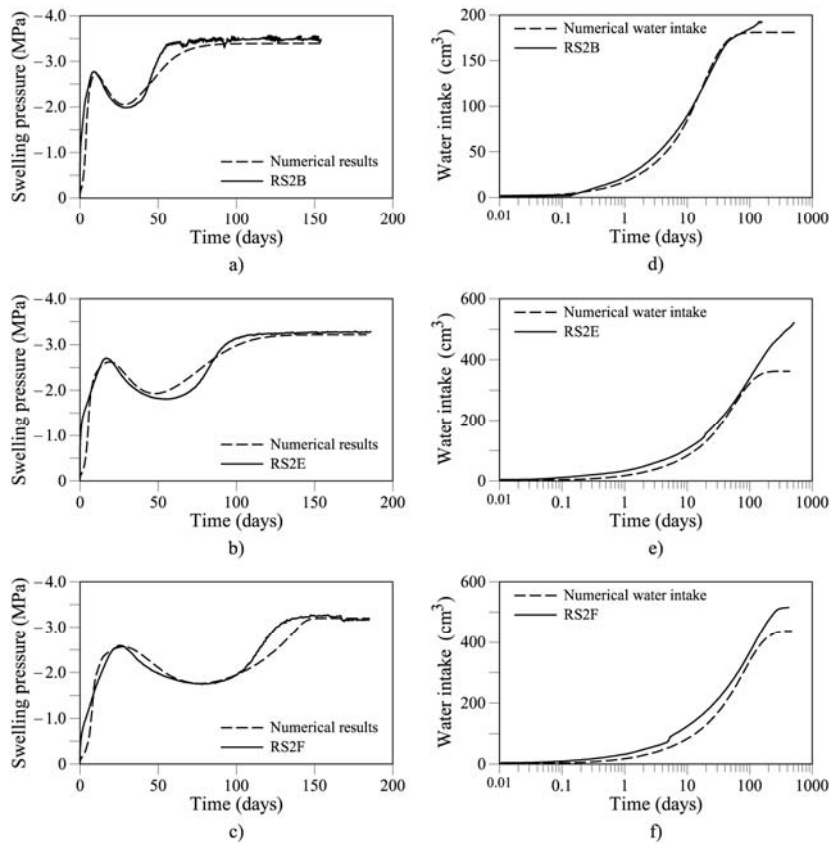 Swelling pressure (MPa)
−4.0
−3.0
−2.0
−1.0
0
Numerical results
RS2B
0 50 100 150 200
Time (days)
a)
Water intake (cm³)
200
150
100
50
0
Numerical water intake
RS2B
0.01 0.1 1 10 100 1000
Time (days)
d)
Swelling pressure (MPa)
−4.0
−3.0
−2.0
−1.0
0
Numerical results
RS2E
0 50 100 150 200
Time (days)
b)
Water intake (cm³)
600
400
200
0
Numerical water intake
RS2E
0.01 0.1 1 10 100 1000
Time (days)
e)
Swelling pressure (MPa)
−4.0
−3.0
−2.0
−1.0
0
Numerical results
RS2F
0 50 100 150 200
Time (days)
c)
Water intake (cm³)
600
400
200
0
Numerical water intake
RS2F
0.01 0.1 1 10 100 1000
Time (days)
f)